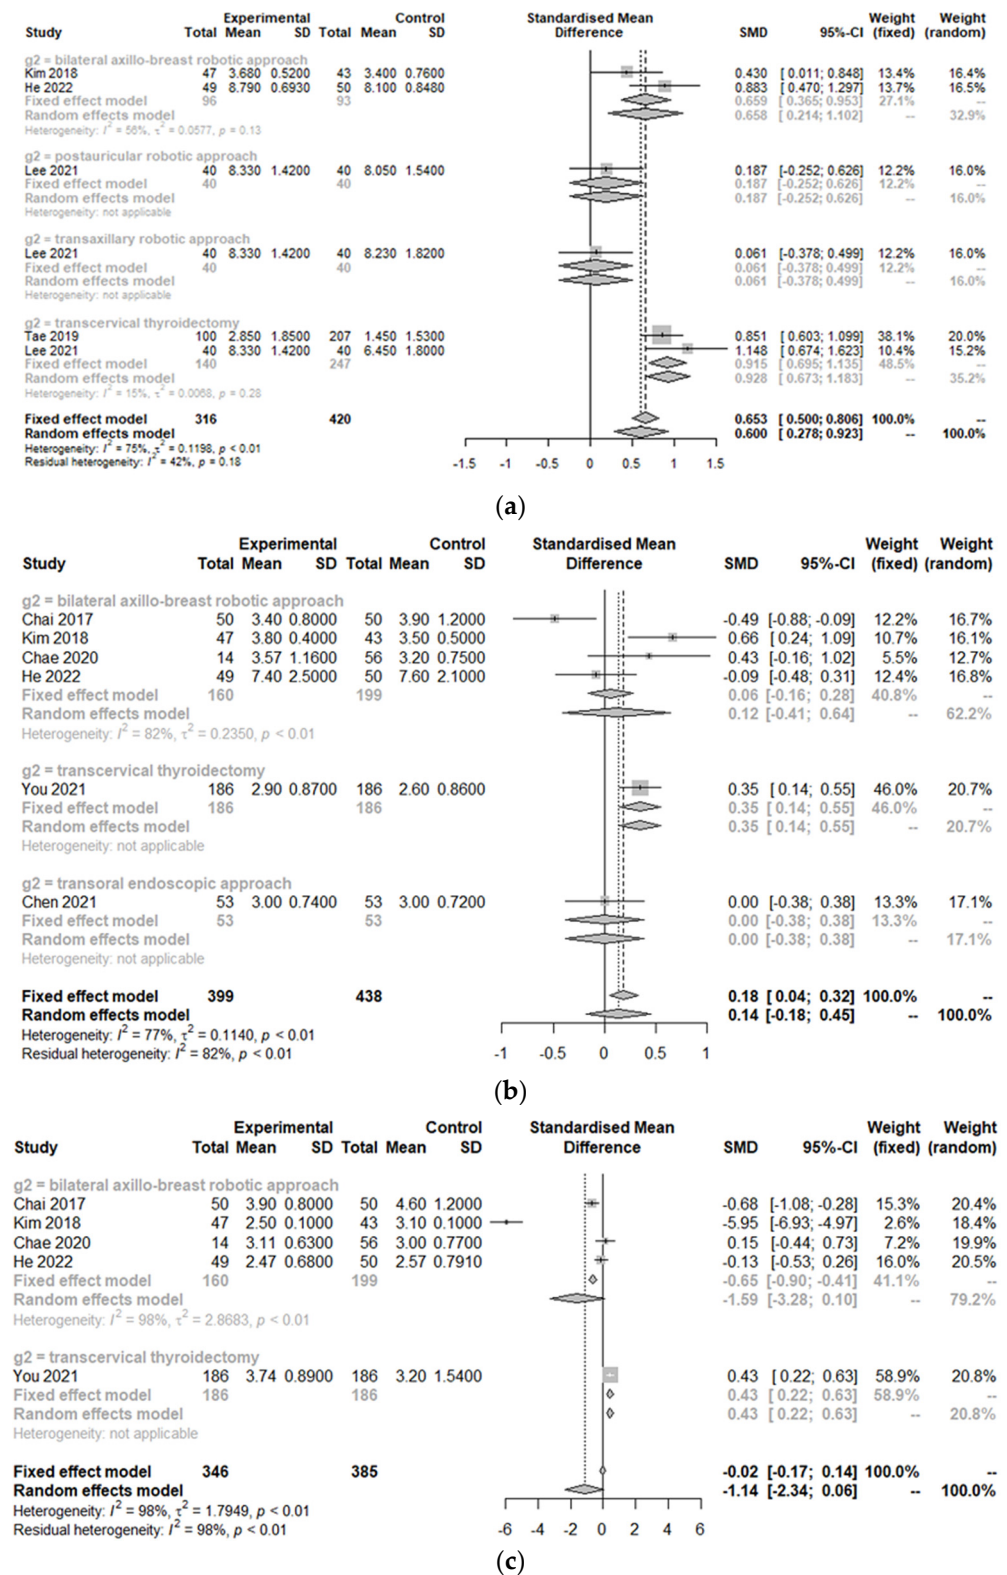 Experimental Control Standardised Mean Weight Weight
Study Total Mean SD Total Mean SD Difference SMD 95%-CI (fixed) (random)
g2 = bilateral axillo-breast robotic approach
Kim 2018 47 3.680 0.5200 43 3.400 0.7600 0.430 [0.011; 0.848] 13.4% 16.4%
He 2022 49 8.790 0.6930 50 8.100 0.8480 0.883 [0.470; 1.297] 13.7% 16.5%
Fixed effect model 96 93 0.659 [0.365; 0.953] 27.1% --
Random effects model 0.658 [0.214; 1.102] -- 32.9%
Heterogeneity: I² = 56%, τ² = 0.0577, p = 0.13
g2 = postauricular robotic approach
Lee 2021 40 8.330 1.4200 40 8.050 1.5400 0.187 [-0.252; 0.626] 12.2% 16.0%
Fixed effect model 40 40 0.187 [-0.252; 0.626] 12.2% --
Random effects model 0.187 [-0.252; 0.626] -- 16.0%
Heterogeneity: not applicable
g2 = transaxillary robotic approach
Lee 2021 40 8.330 1.4200 40 8.230 1.8200 0.061 [-0.378; 0.499] 12.2% 16.0%
Fixed effect model 40 40 0.061 [-0.378; 0.499] 12.2% --
Random effects model 0.061 [-0.378; 0.499] -- 16.0%
Heterogeneity: not applicable
g2 = transcervical thyroidectomy
Tae 2019 100 2.850 1.8500 207 1.450 1.5300 0.851 [0.603; 1.099] 38.1% 20.0%
Lee 2021 40 8.330 1.4200 40 6.450 1.8000 1.148 [0.674; 1.623] 10.4% 15.2%
Fixed effect model 140 247 0.915 [0.695; 1.135] 48.5% --
Random effects model 0.928 [0.673; 1.183] -- 35.2%
Heterogeneity: I² = 15%, τ² = 0.0068, p = 0.28
Fixed effect model 316 420 0.653 [0.500; 0.806] 100.0% --
Random effects model 0.600 [0.278; 0.923] -- 100.0%
Heterogeneity: I² = 75%, τ² = 0.1198, p < 0.01
Residual heterogeneity: I² = 42%, p = 0.18
-1.5 -1 -0.5 0 0.5 1 1.5
(a)
Experimental Control Standardised Mean Weight Weight
Study Total Mean SD Total Mean SD Difference SMD 95%-CI (fixed) (random)
g2 = bilateral axillo-breast robotic approach
Chai 2017 50 3.40 0.8000 50 3.90 1.2000 -0.49 [-0.88; -0.09] 12.2% 16.7%
Kim 2018 47 3.80 0.4000 43 3.50 0.5000 0.66 [ 0.24; 1.09] 10.7% 16.1%
Chae 2020 14 3.57 1.1600 56 3.20 0.7500 0.43 [-0.16; 1.02] 5.5% 12.7%
He 2022 49 7.40 2.5000 50 7.60 2.1000 -0.09 [-0.48; 0.31] 12.4% 16.8%
Fixed effect model 160 199 0.06 [-0.16; 0.28] 40.8% --
Random effects model 0.12 [-0.41; 0.64] -- 62.2%
Heterogeneity: I² = 82%, τ² = 0.2350, p < 0.01
g2 = transcervical thyroidectomy
You 2021 186 2.90 0.8700 186 2.60 0.8600 0.35 [ 0.14; 0.55] 46.0% 20.7%
Fixed effect model 186 186 0.35 [ 0.14; 0.55] 46.0% --
Random effects model 0.35 [ 0.14; 0.55] -- 20.7%
Heterogeneity: not applicable
g2 = transoral endoscopic approach
Chen 2021 53 3.00 0.7400 53 3.00 0.7200 0.00 [-0.38; 0.38] 13.3% 17.1%
Fixed effect model 53 53 0.00 [-0.38; 0.38] 13.3% --
Random effects model 0.00 [-0.38; 0.38] -- 17.1%
Heterogeneity: not applicable
Fixed effect model 399 438 0.18 [ 0.04; 0.32] 100.0% --
Random effects model 0.14 [-0.18; 0.45] -- 100.0%
Heterogeneity: I² = 77%, τ² = 0.1140, p < 0.01
Residual heterogeneity: I² = 82%, p < 0.01
-1 -0.5 0 0.5 1
(b)
Experimental Control Standardised Mean Weight Weight
Study Total Mean SD Total Mean SD Difference SMD 95%-CI (fixed) (random)
g2 = bilateral axillo-breast robotic approach
Chai 2017 50 3.90 0.8000 50 4.60 1.2000 -0.68 [-1.08; -0.28] 15.3% 20.4%
Kim 2018 47 2.50 0.1000 43 3.10 0.1000 -5.95 [-6.93; -4.97] 2.6% 18.4%
Chae 2020 14 3.11 0.6300 56 3.00 0.7700 0.15 [-0.44; 0.73] 7.2% 19.9%
He 2022 49 2.47 0.6800 50 2.57 0.7910 -0.13 [-0.53; 0.26] 16.0% 20.5%
Fixed effect model 160 199 -0.65 [-0.90; -0.41] 41.1% --
Random effects model -1.59 [-3.28; 0.10] -- 79.2%
Heterogeneity: I² = 98%, τ² = 2.8683, p < 0.01
g2 = transcervical thyroidectomy
You 2021 186 3.74 0.8900 186 3.20 1.5400 0.43 [ 0.22; 0.63] 58.9% 20.8%
Fixed effect model 186 186 0.43 [ 0.22; 0.63] 58.9% --
Random effects model 0.43 [ 0.22; 0.63] -- 20.8%
Heterogeneity: not applicable
Fixed effect model 346 385 -0.02 [-0.17; 0.14] 100.0% --
Random effects model -1.14 [-2.34; 0.06] -- 100.0%
Heterogeneity: I² = 98%, τ² = 1.7949, p < 0.01
Residual heterogeneity: I² = 98%, p < 0.01
-6 -4 -2 0 2 4 6
(c)